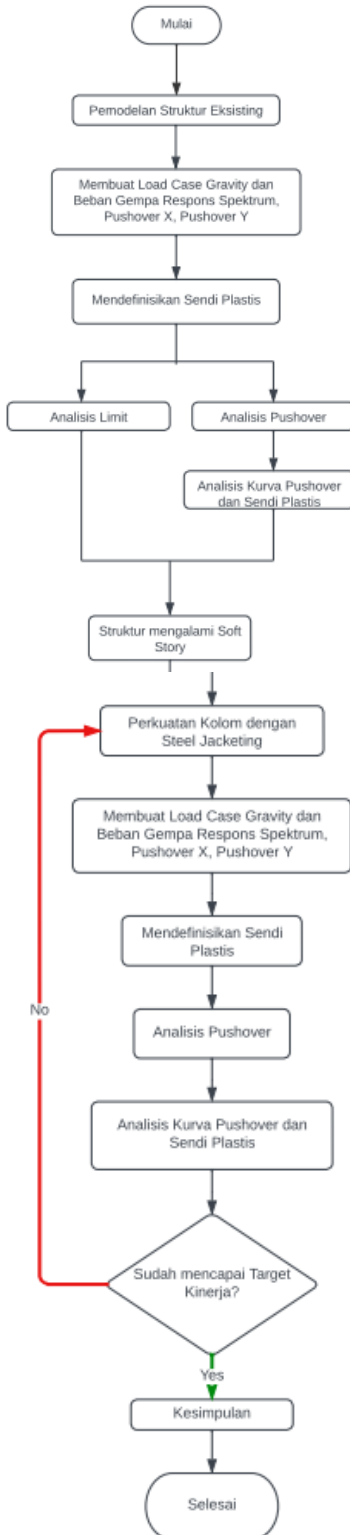 Mulai
Pemodelan Struktur Eksisting
Membuat Load Case Gravity dan
Beban Gempa Respons Spektrum,
Pushover X, Pushover Y
Mendefinisikan Sendi Plastis
Analisis Limit
Analisis Pushover
Analisis Kurva Pushover
dan Sendi Plastis
Struktur mengalami Soft
Story
Perkuatan Kolom dengan
Steel Jacketing
Membuat Load Case Gravity dan
Beban Gempa Respons Spektrum,
Pushover X, Pushover Y
Mendefinisikan Sendi
Plastis
No
Analisis Pushover
Analisis Kurva Pushover dan
Sendi Plastis
Sudah mencapai Target
Kinerja?
Yes
Kesimpulan
Selesai